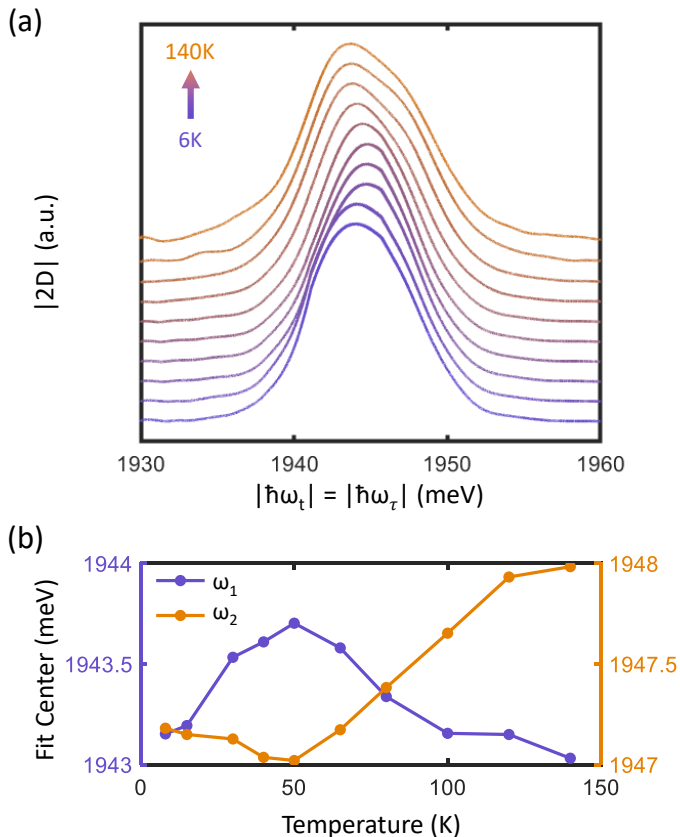 (a)
140K
6K
|2D| (a.u.)
1930 1940 1950 1960
|ħω_t| = |ħω_τ| (meV)
(b)
1944 1948
ω_1
ω_2
Fit Center (meV)
1943.5 1947.5
1943 1947
0 50 100 150
Temperature (K)